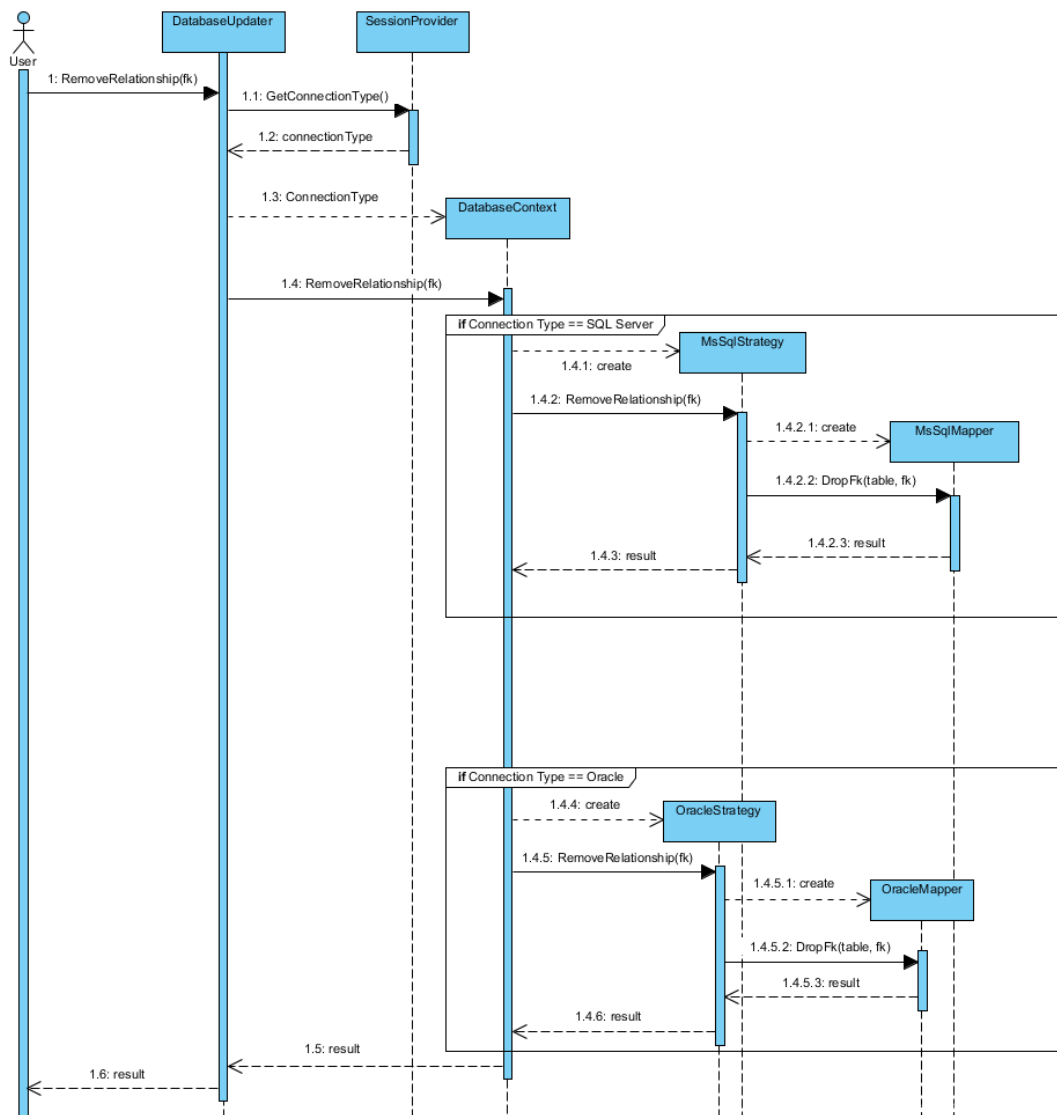 DatabaseUpdater
SessionProvider
User
1: RemoveRelationship(fk)
1.1: GetConnectionType()
1.2: connectionType
1.3: ConnectionType
DatabaseContext
1.4: RemoveRelationship(fk)
if Connection Type == SQL Server
MsSqlStrategy
1.4.1: create
1.4.2: RemoveRelationship(fk)
1.4.2.1: create
MsSqlMapper
1.4.2.2: DropFk(table, fk)
1.4.2.3: result
1.4.3: result
if Connection Type == Oracle
1.4.4: create
OracleStrategy
1.4.5: RemoveRelationship(fk)
1.4.5.1: create
OracleMapper
1.4.5.2: DropFk(table, fk)
1.4.5.3: result
1.4.6: result
1.5: result
1.6: result